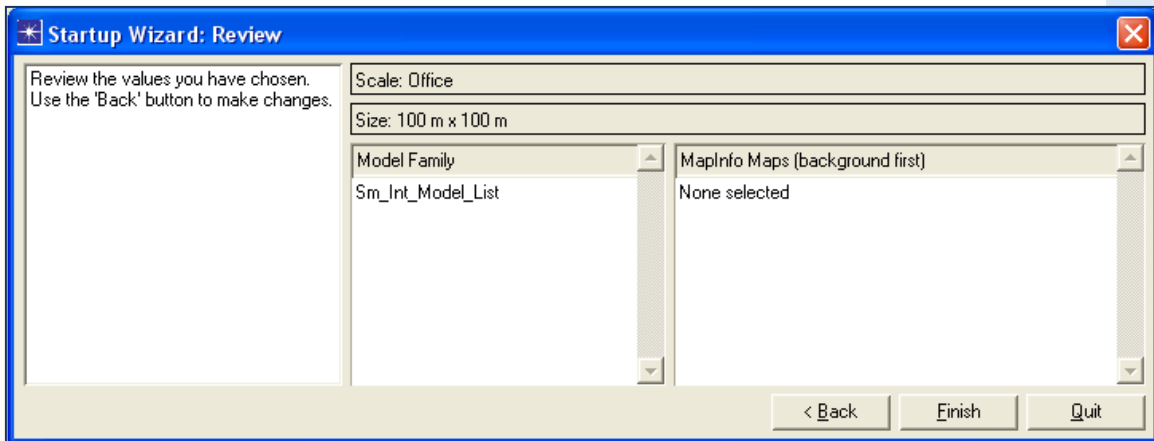 Startup Wizard: Review
Review the values you have chosen.
Use the 'Back' button to make changes.
Scale: Office
Size: 100 m x 100 m
Model Family
Sm_Int_Model_List
MapInfo Maps (background first)
None selected
< Back
Finish
Quit